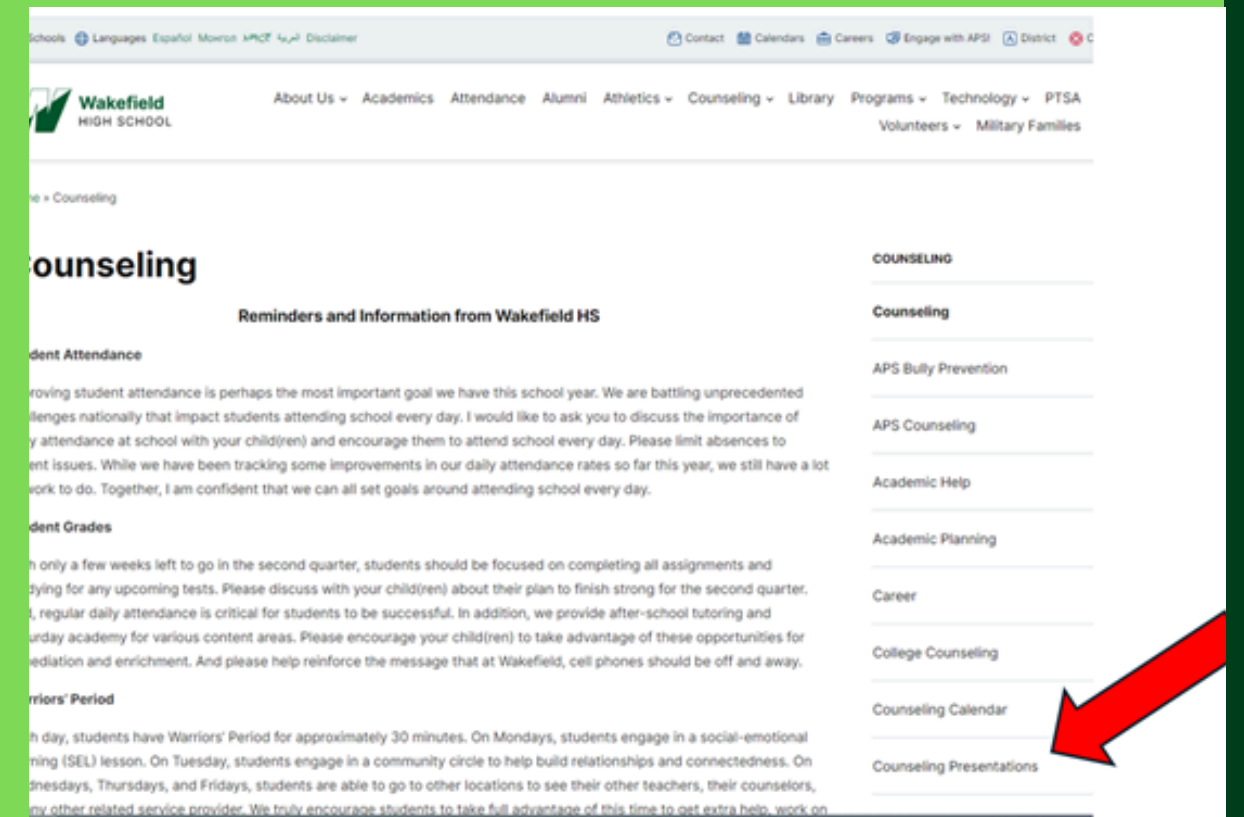 Schools Languages Español Монгол አማርኛ العربية Disclaimer Contact Calendars Careers Engage with APS! District
Wakefield
HIGH SCHOOL
About Us Academics Attendance Alumni Athletics Counseling Library Programs Technology PTSA
Volunteers Military Families
me » Counseling
ounseling
Reminders and Information from Wakefield HS
dent Attendance
roving student attendance is perhaps the most important goal we have this school year. We are battling unprecedented
llenges nationally that impact students attending school every day. I would like to ask you to discuss the importance of
y attendance at school with your child(ren) and encourage them to attend school every day. Please limit absences to
ent issues. While we have been tracking some improvements in our daily attendance rates so far this year, we still have a lot
work to do. Together, I am confident that we can all set goals around attending school every day.
dent Grades
h only a few weeks left to go in the second quarter, students should be focused on completing all assignments and
dying for any upcoming tests. Please discuss with your child(ren) about their plan to finish strong for the second quarter.
, regular daily attendance is critical for students to be successful. In addition, we provide after-school tutoring and
urday academy for various content areas. Please encourage your child(ren) to take advantage of these opportunities for
ediation and enrichment. And please help reinforce the message that at Wakefield, cell phones should be off and away.
rriors' Period
h day, students have Warriors' Period for approximately 30 minutes. On Mondays, students engage in a social-emotional
rning (SEL) lesson. On Tuesday, students engage in a community circle to help build relationships and connectedness. On
dnesdays, Thursdays, and Fridays, students are able to go to other locations to see their other teachers, their counselors,
ny other related service provider. We truly encourage students to take full advantage of this time to get extra help, work on
COUNSELING
Counseling
APS Bully Prevention
APS Counseling
Academic Help
Academic Planning
Career
College Counseling
Counseling Calendar
Counseling Presentations